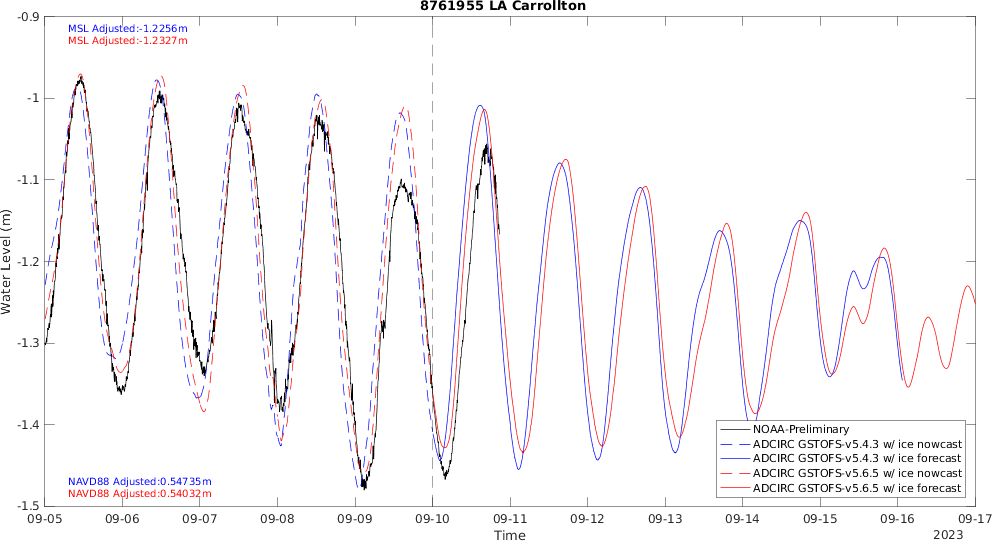 8761955 LA Carrollton
MSL Adjusted:-1.2256m
MSL Adjusted:-1.2327m
-0.9
-1
-1.1
-1.2
-1.3
-1.4
-1.5
Water Level (m)
NAVD88 Adjusted:0.54735m
NAVD88 Adjusted:0.54032m
NOAA-Preliminary
ADCIRC GSTOFS-v5.4.3 w/ ice nowcast
ADCIRC GSTOFS-v5.4.3 w/ ice forecast
ADCIRC GSTOFS-v5.6.5 w/ ice nowcast
ADCIRC GSTOFS-v5.6.5 w/ ice forecast
09-05 09-06 09-07 09-08 09-09 09-10 09-11 09-12 09-13 09-14 09-15 09-16 09-17
Time
2023